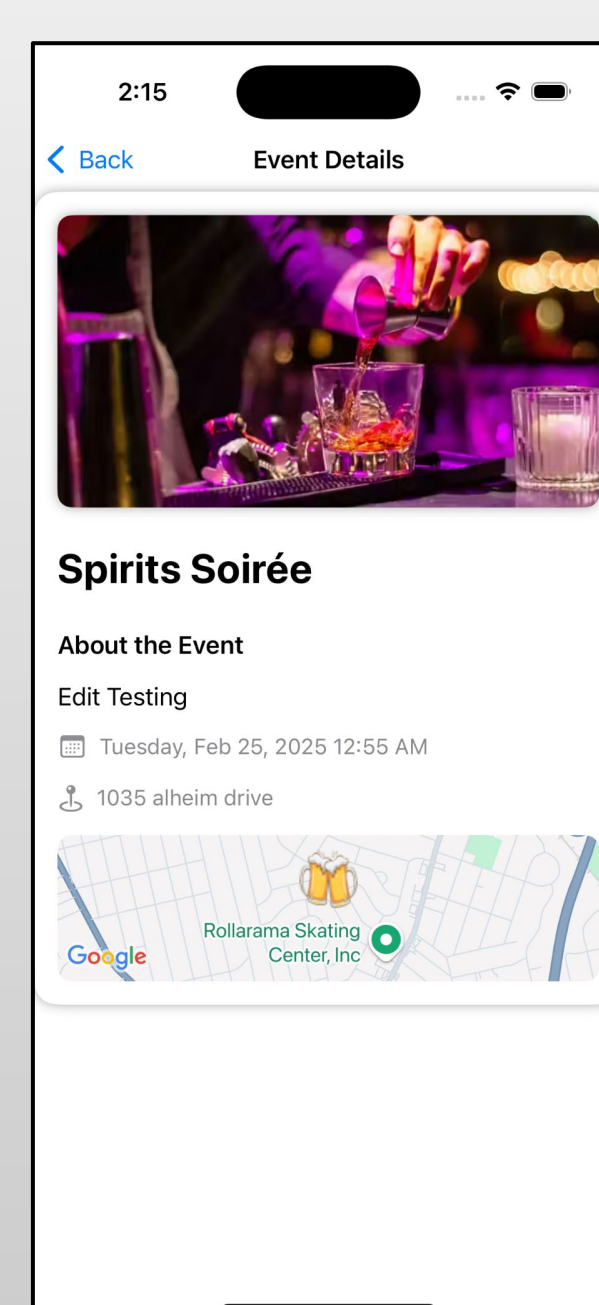 2:15
Back
Event Details
Spirits Soirée
About the Event
Edit Testing
Tuesday, Feb 25, 2025 12:55 AM
1035 alheim drive
Rollarama Skating
Center, Inc
Google